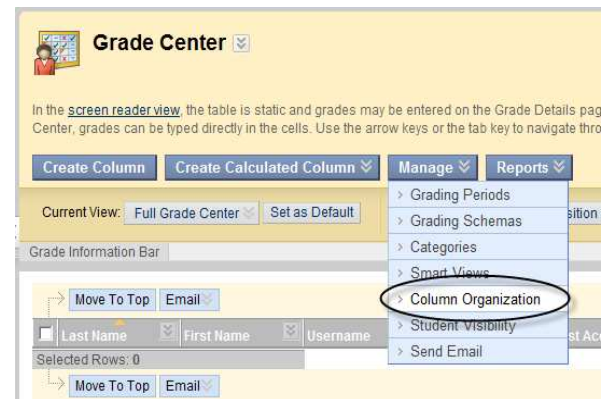 Grade Center
In the screen reader view, the table is static and grades may be entered on the Grade Details pag
Center, grades can be typed directly in the cells. Use the arrow keys or the tab key to navigate thro
Create Column Create Calculated Column Manage Reports
Grading Periods
Current View: Full Grade Center Set as Default sition
Grading Schemas
Grade Information Bar
Categories
Smart Views
Move To Top Email
Column Organization
Last Name First Name Username st Acc
Student Visibility
Selected Rows: 0
Send Email
Move To Top Email